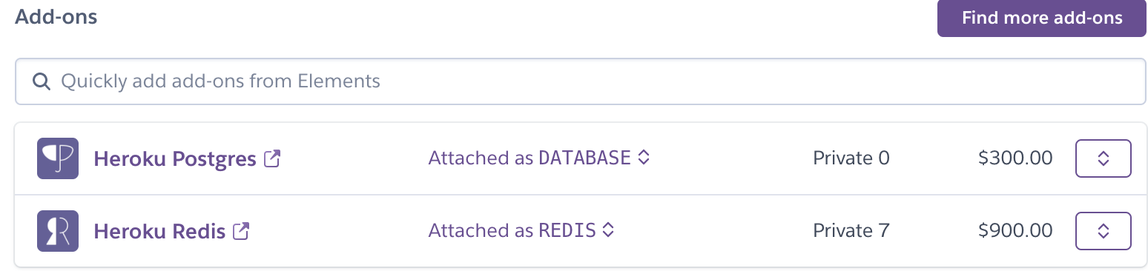 Add-ons
Find more add-ons
Quickly add add-ons from Elements
Heroku Postgres Attached as DATABASE Private 0 $300.00
Heroku Redis Attached as REDIS Private 7 $900.00